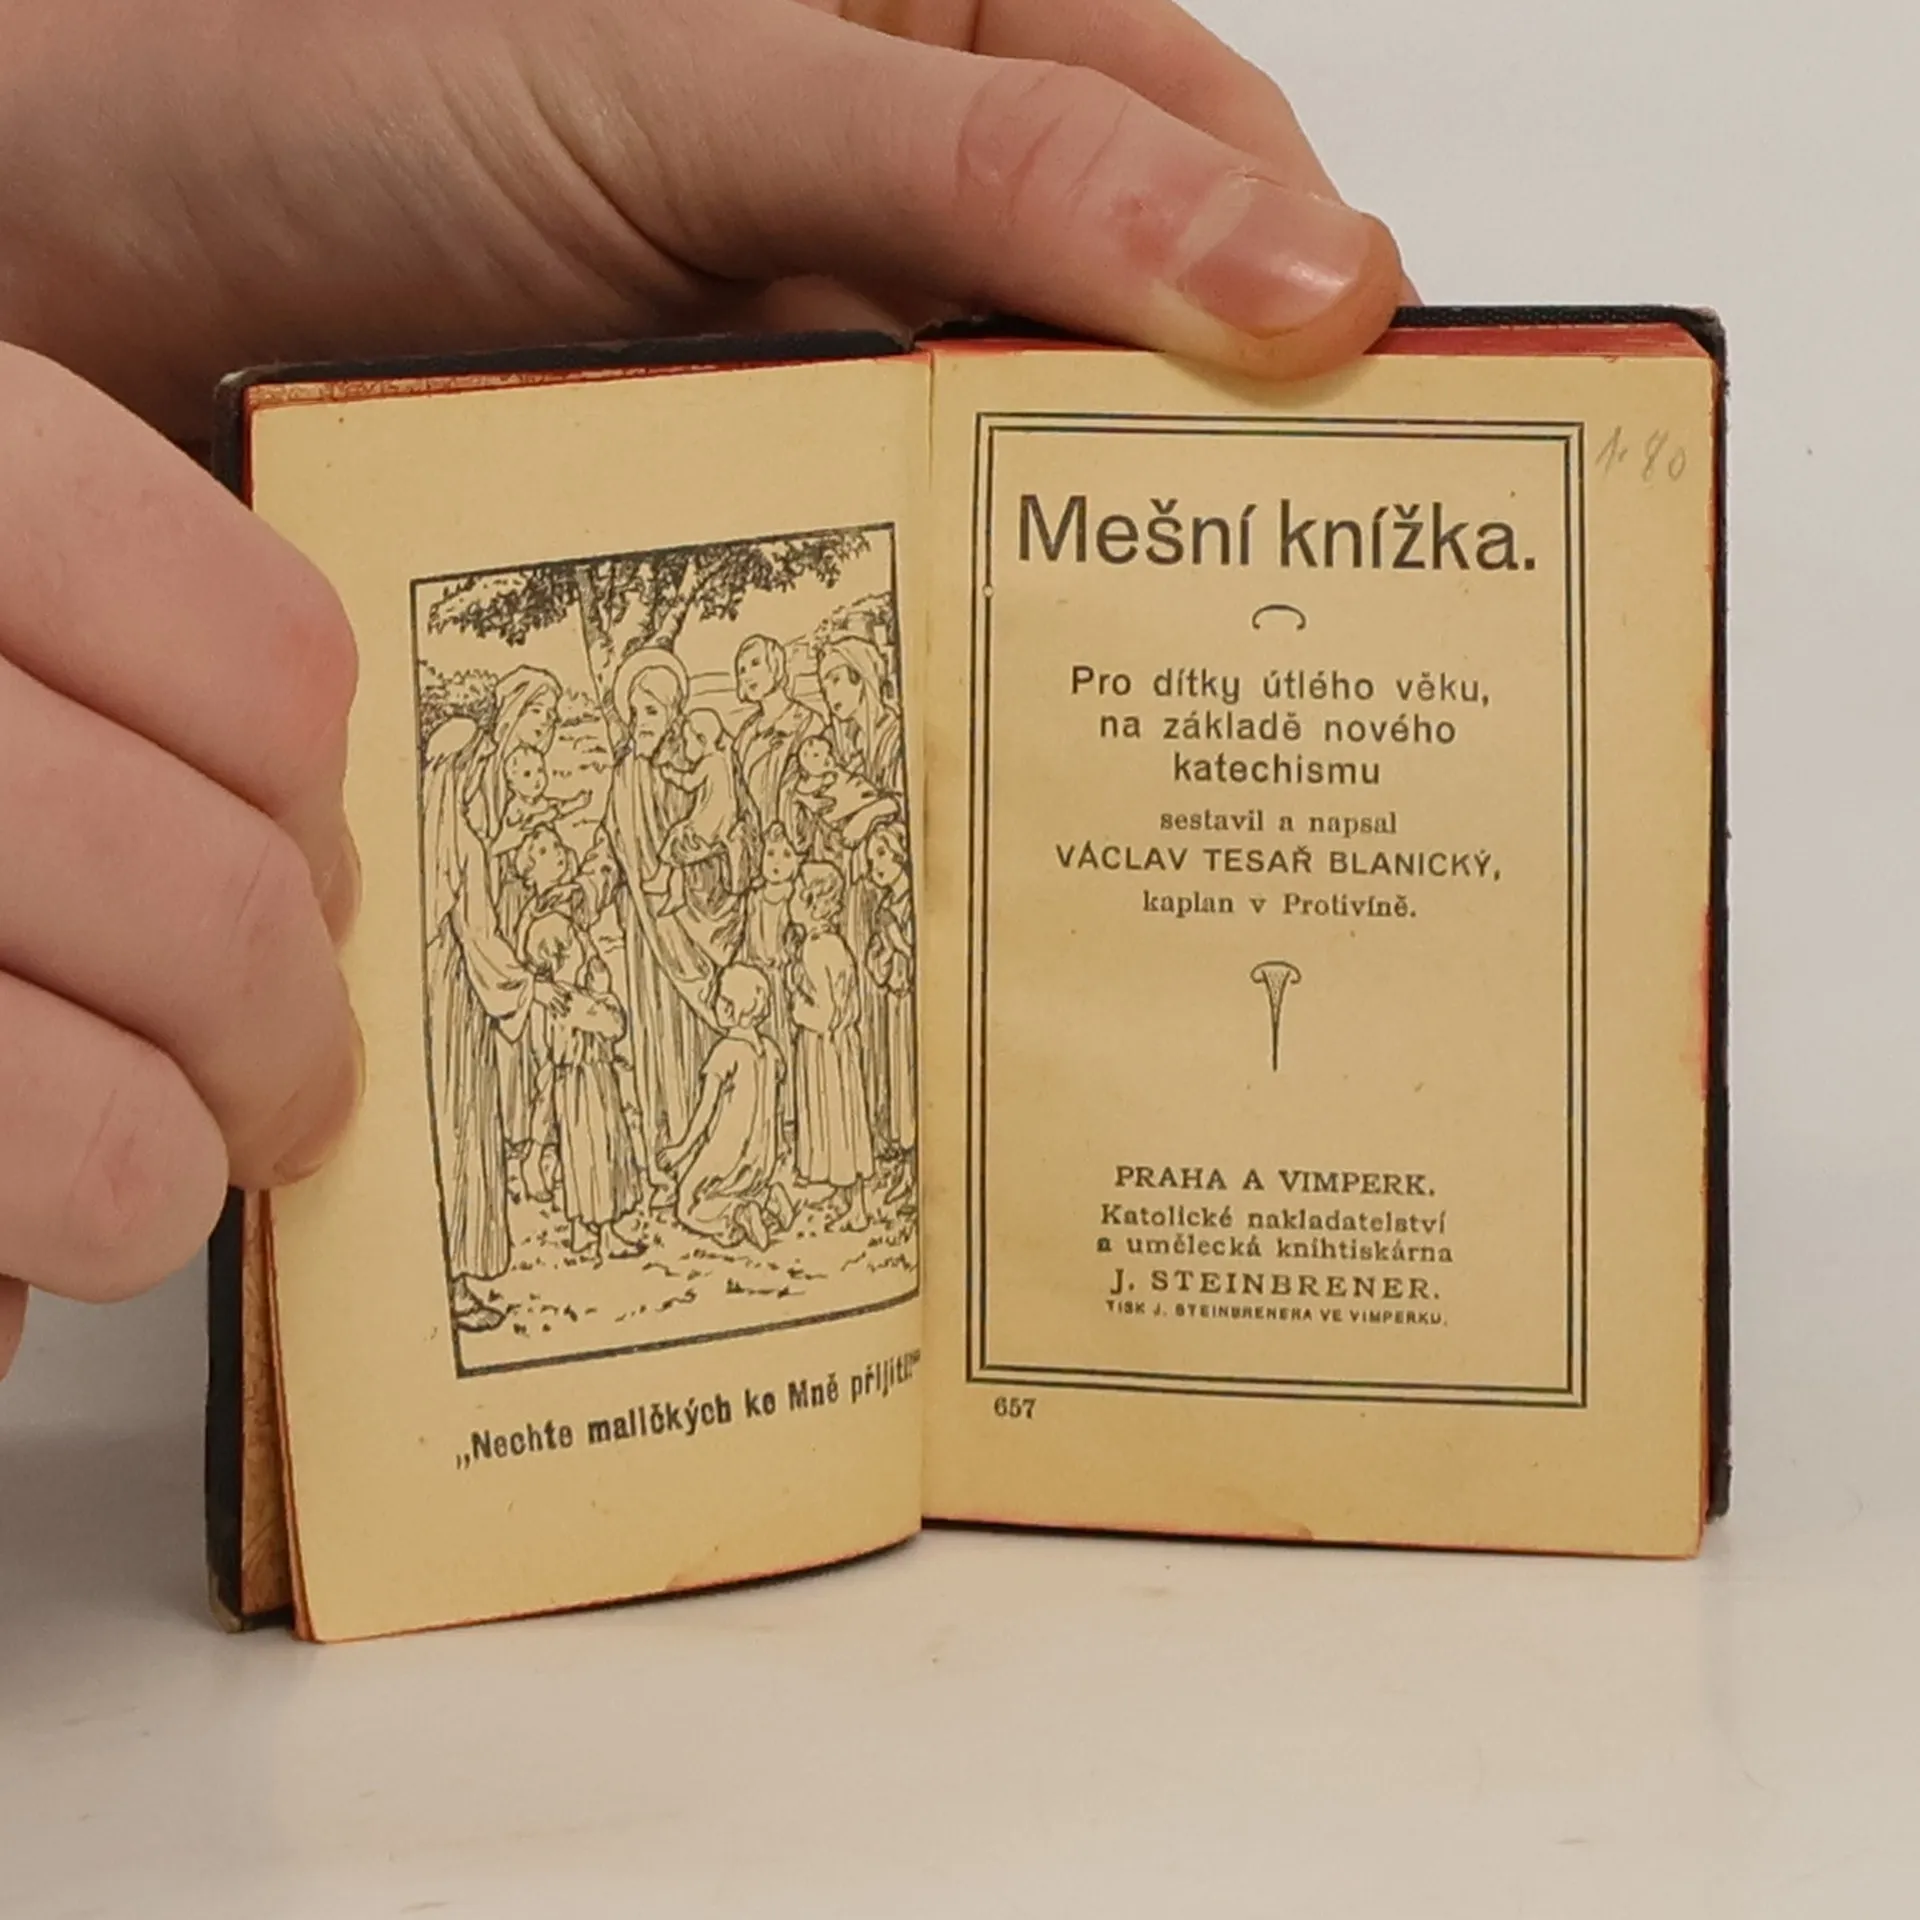 „Nechte maličkých ke Mně přijíti!“
1·80
Mešní knížka.
Pro dítky útlého věku,
na základě nového
katechismu
sestavil a napsal
VÁCLAV TESAŘ BLANICKÝ,
kaplan v Protivíně.
PRAHA A VIMPERK.
Katolické nakladatelství
a umělecká knihtiskárna
J. STEINBRENER.
TISK J. STEINBRENERA VE VIMPERKU.
657